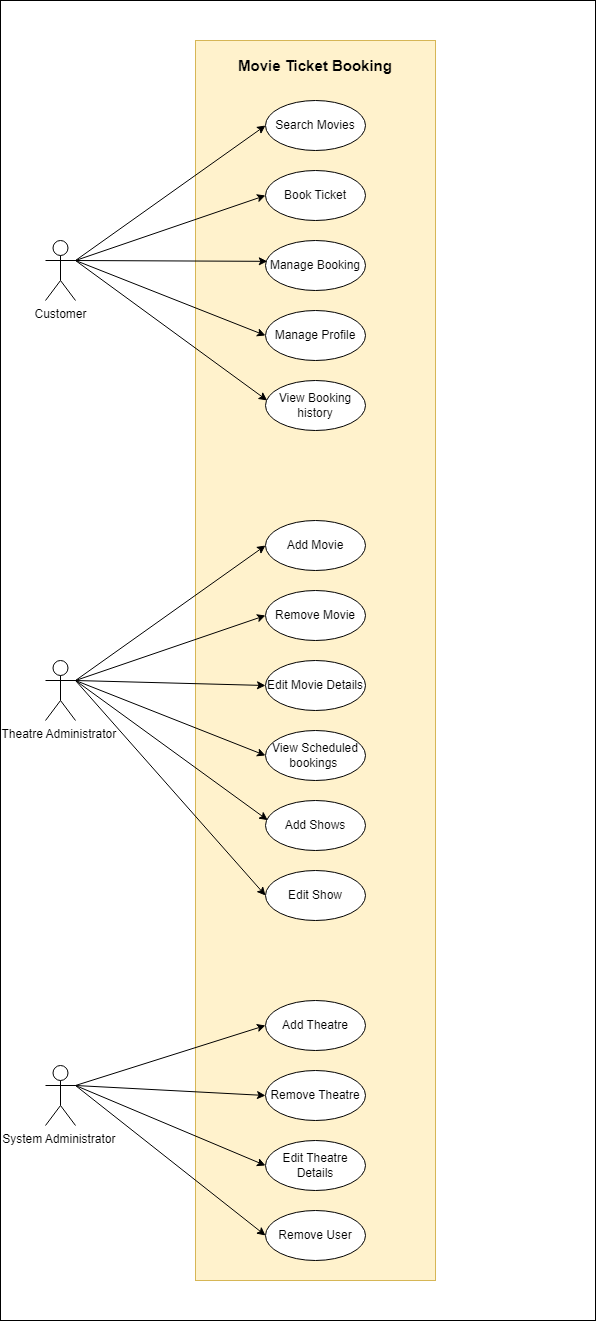 Movie Ticket Booking
Search Movies
Book Ticket
Manage Booking
Customer
Manage Profile
View Booking
history
Add Movie
Remove Movie
Edit Movie Details
Theatre Administrator
View Scheduled
bookings
Add Shows
Edit Show
Add Theatre
Remove Theatre
System Administrator
Edit Theatre
Details
Remove User